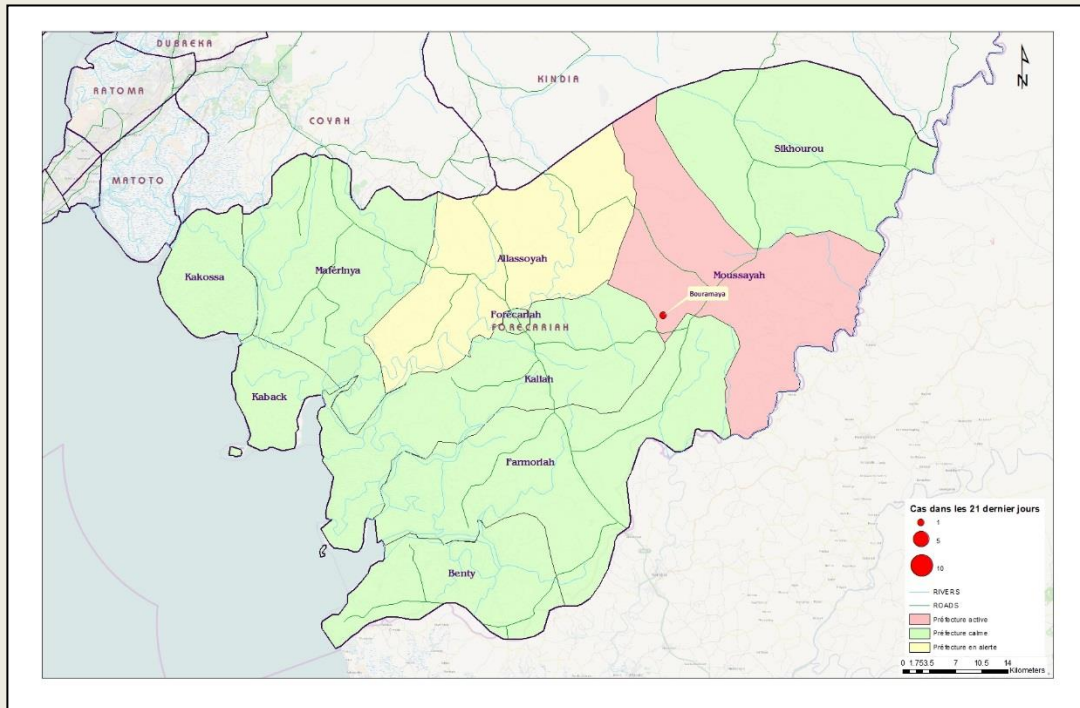 DUBREKA
RATOMA
KINDIA
COYAH
MATOTO
N
Sikhourou
Kakossa
Maferinya
Allassoyah
Moussayah
Bouramaya
Forecariah
FORECARIAH
Kaback
Kallah
Farmoriah
Benty
Cas dans les 21 dernier jours
1
5
10
RIVERS
ROADS
Préfecture active
Préfecture calme
Préfecture en alerte
0 1.753.5 7 10.5 14
Kilometers